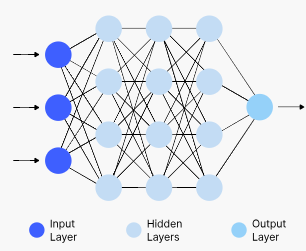 Input
Layer
Hidden
Layers
Output
Layer